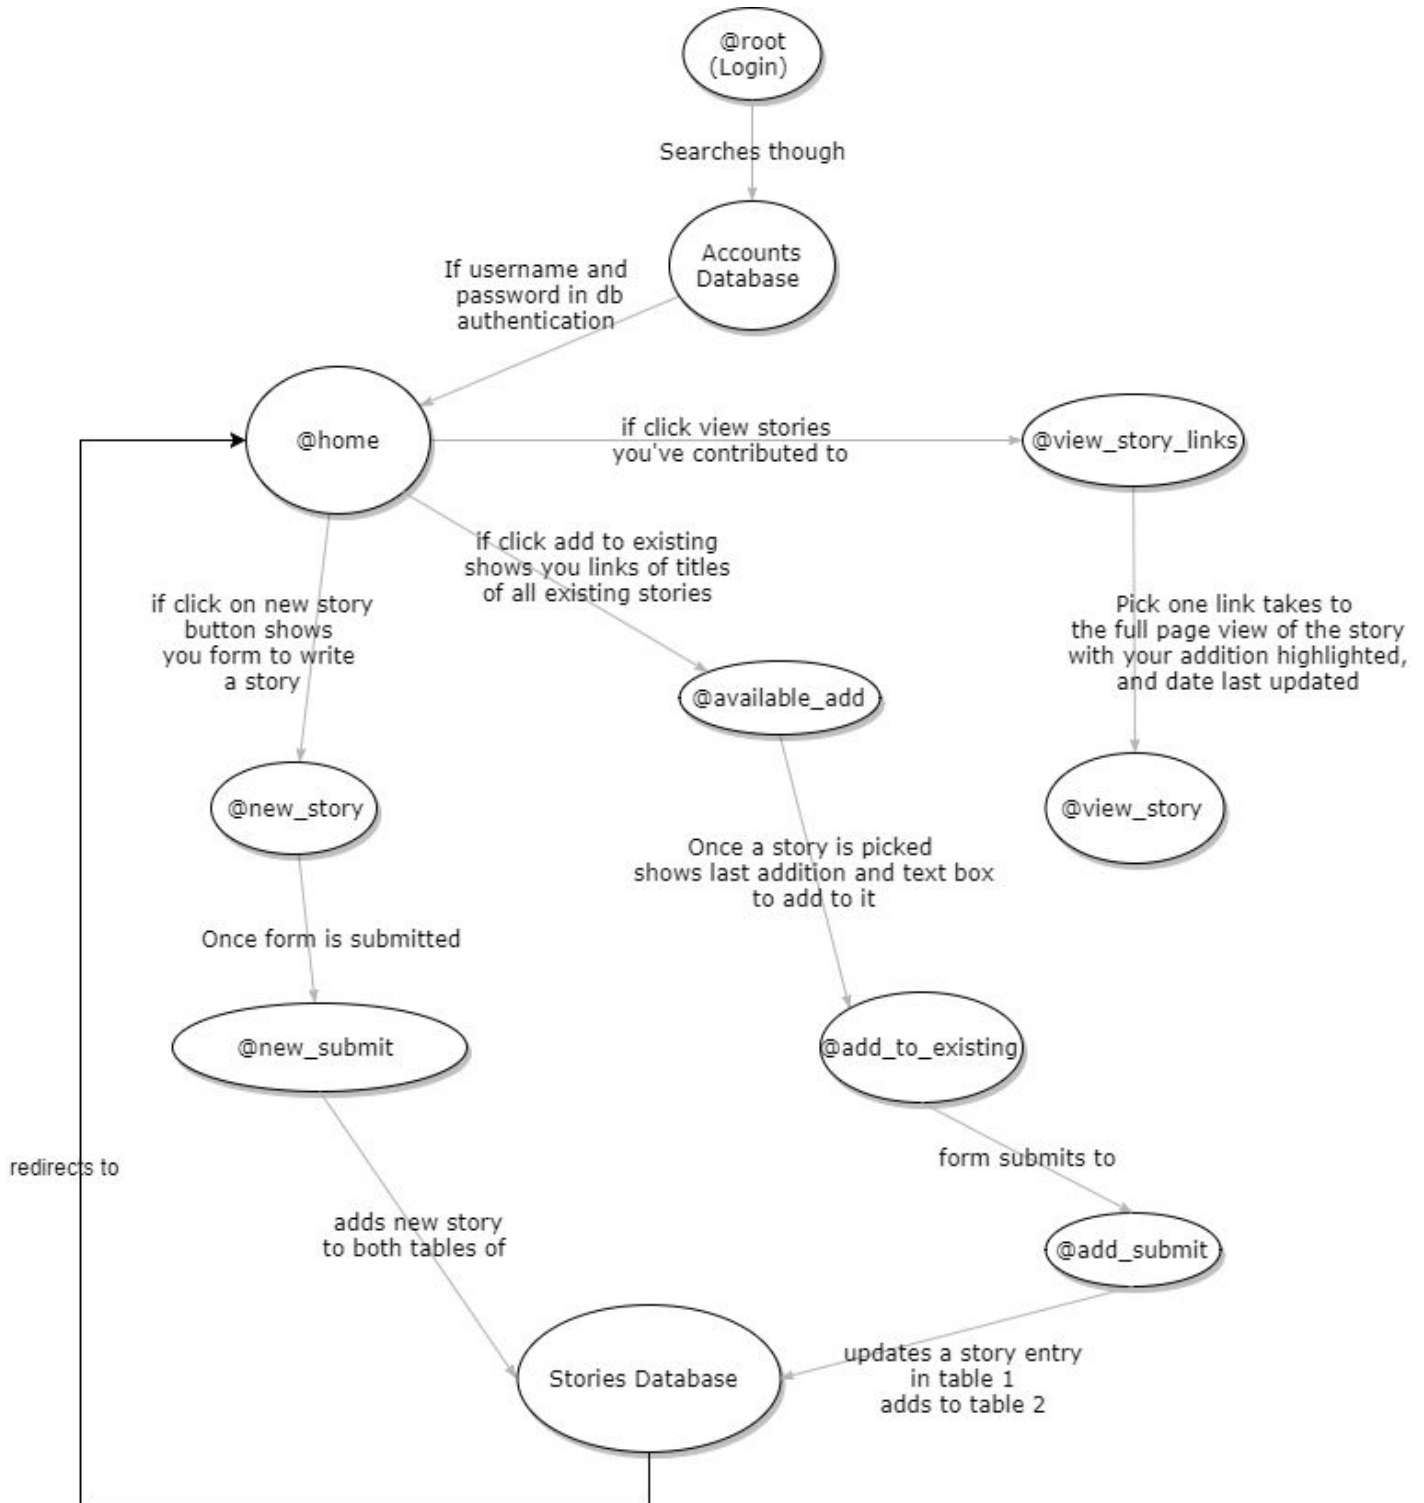 @root
(Login)
Searches though
Accounts
Database
If username and
password in db
authentication
@home
if click view stories
you've contributed to
@view_story_links
if click add to existing
shows you links of titles
of all existing stories
if click on new story
button shows
you form to write
a story
Pick one link takes to
the full page view of the story
with your addition highlighted,
and date last updated
@available_add
@new_story
@view_story
Once a story is picked
shows last addition and text box
to add to it
Once form is submitted
@new_submit
@add_to_existing
form submits to
redirects to
adds new story
to both tables of
@add_submit
updates a story entry
in table 1
adds to table 2
Stories Database